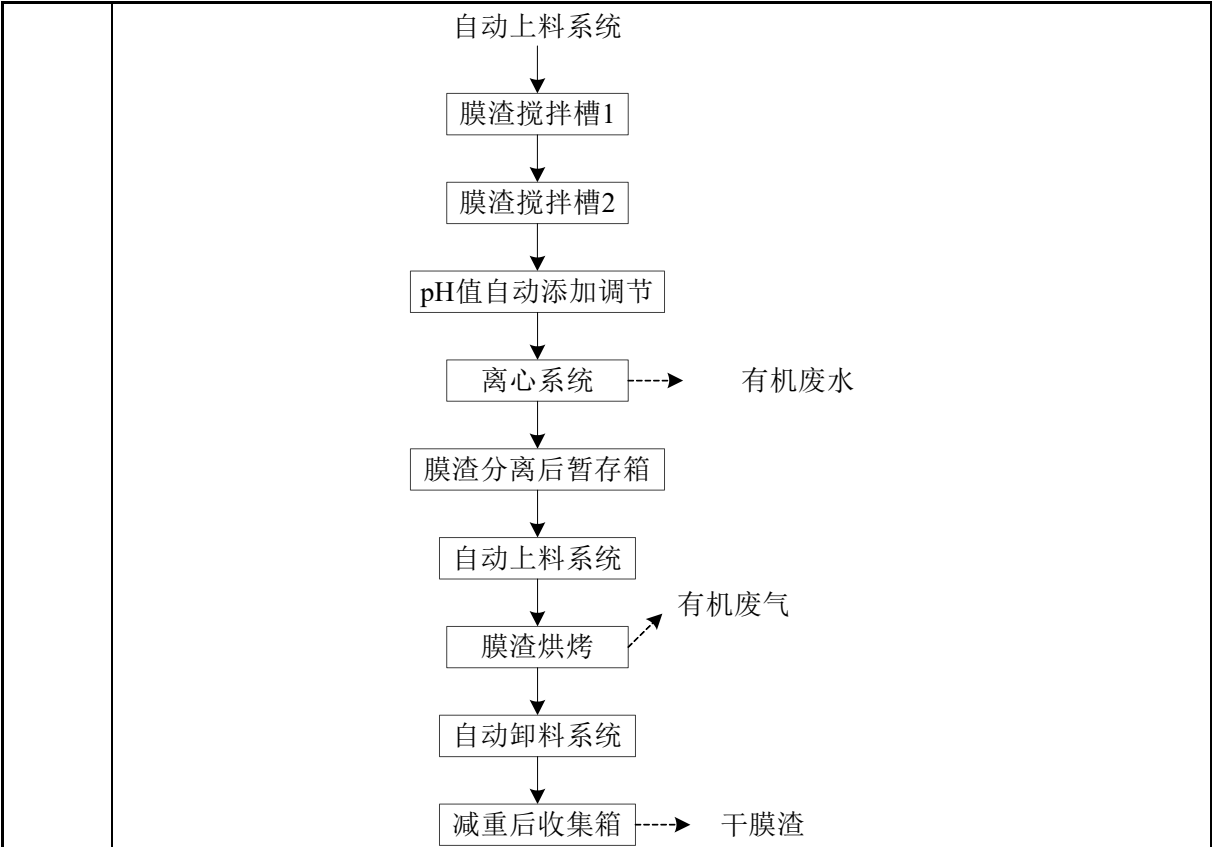 自动上料系统
膜渣搅拌槽1
膜渣搅拌槽2
pH值自动添加调节
离心系统
有机废水
膜渣分离后暂存箱
自动上料系统
有机废气
膜渣烘烤
自动卸料系统
减重后收集箱
干膜渣